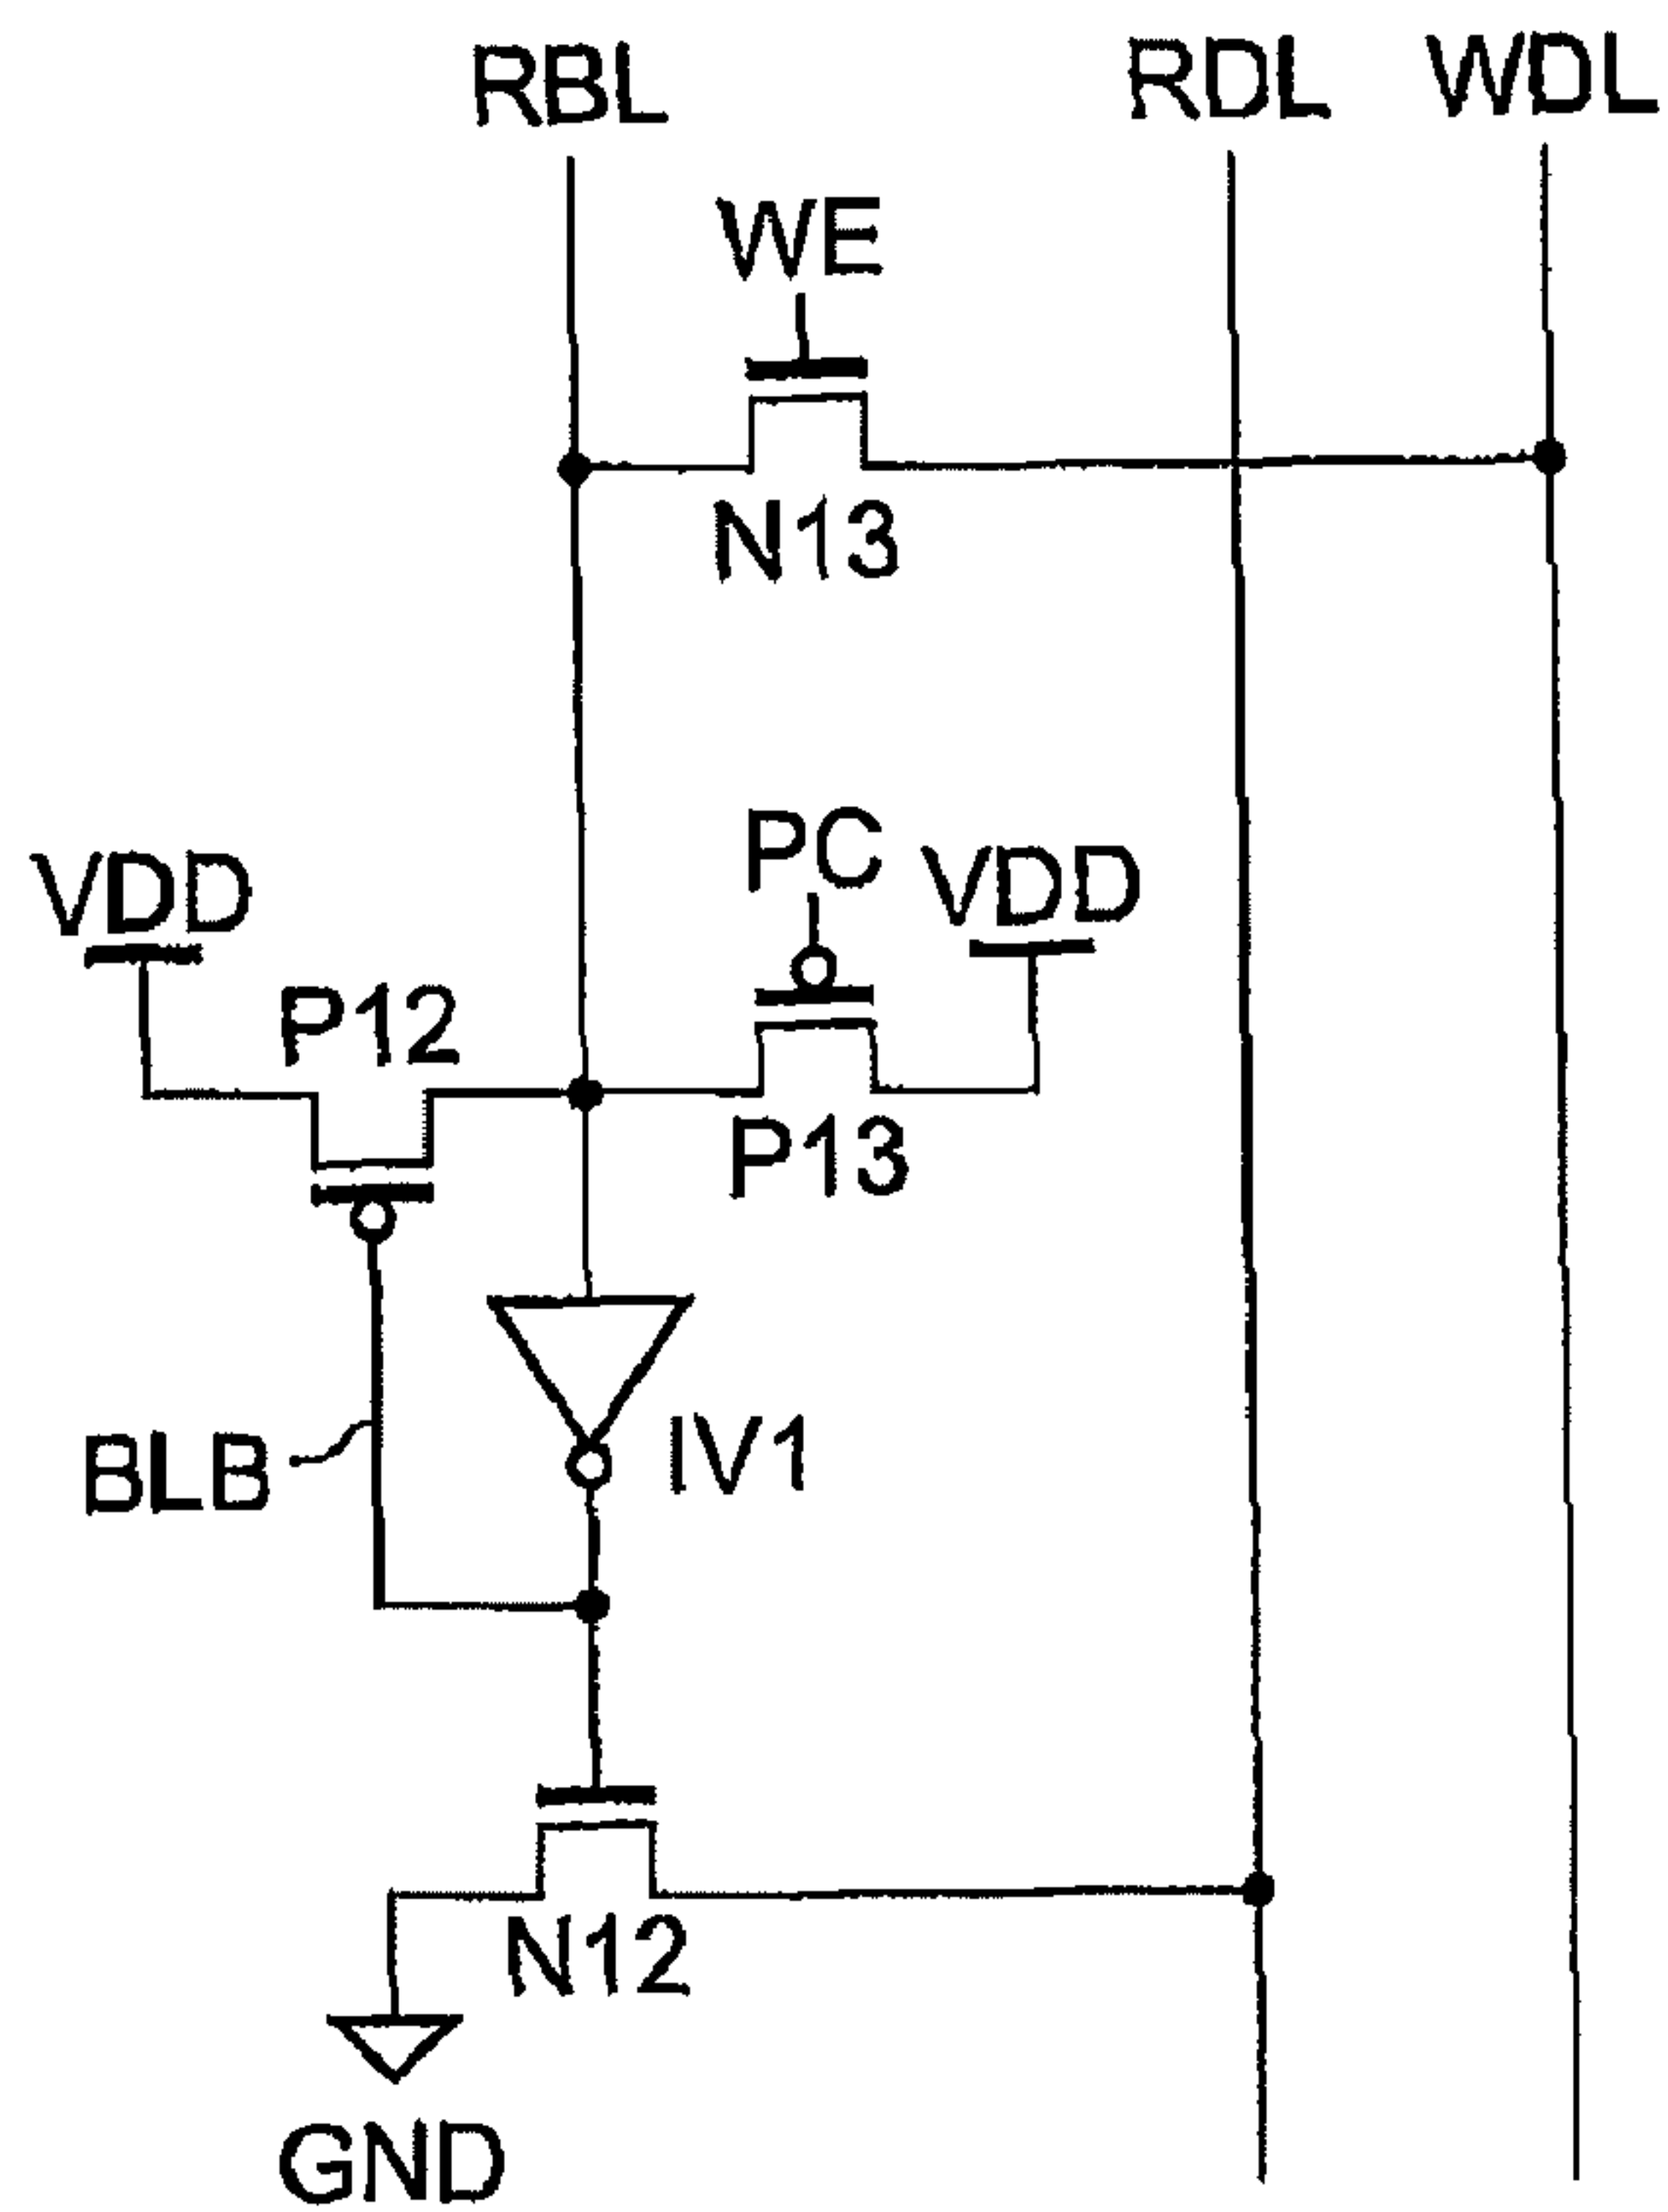 RBL RDL WDL
WE
N13
PC
VDD VDD
P12
P13
BLB IV1
N12
GND